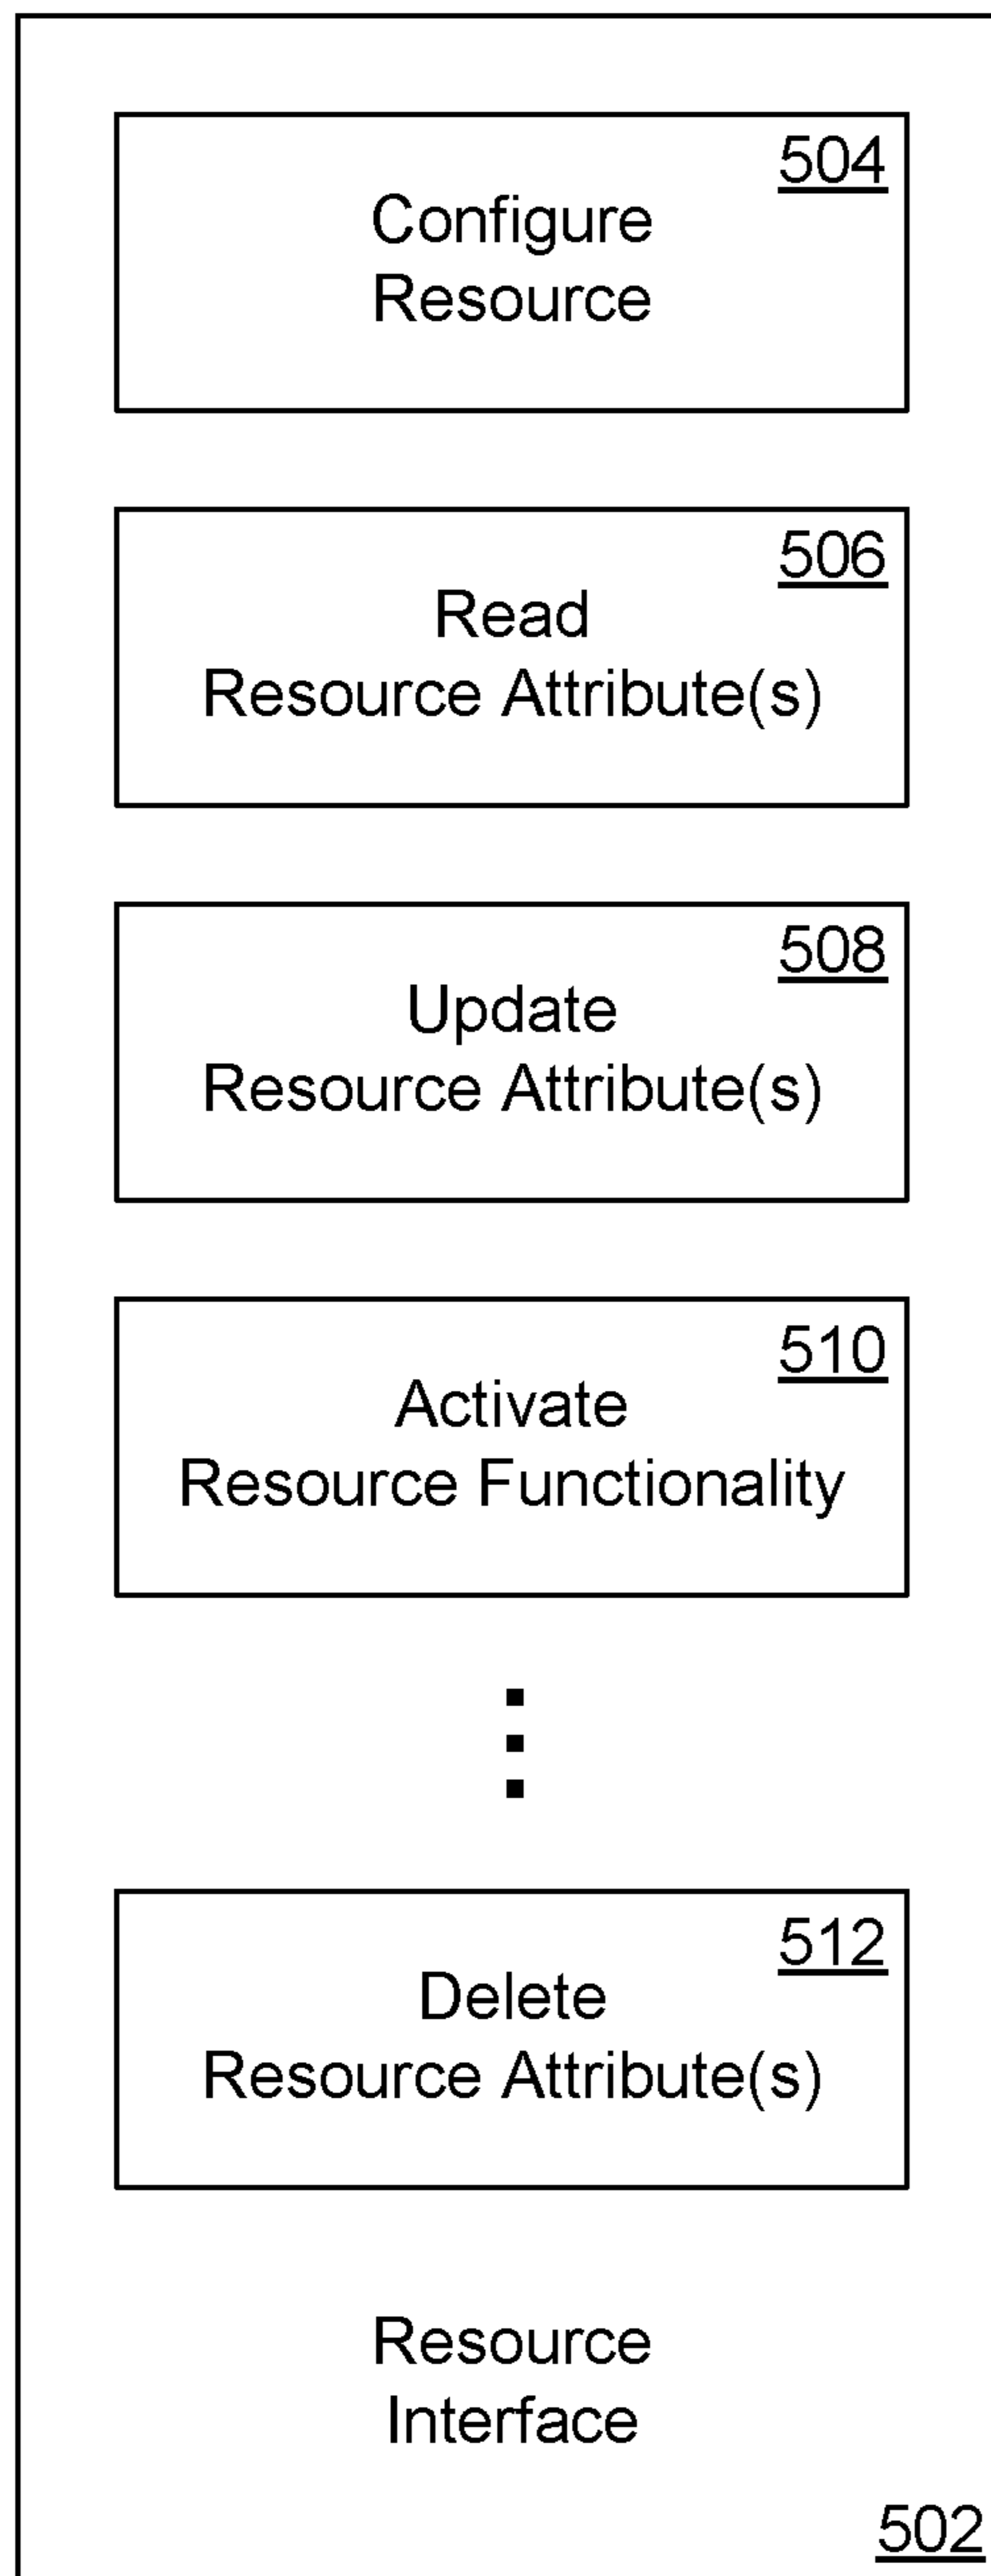 504
Configure
Resource
506
Read
Resource Attribute(s)
508
Update
Resource Attribute(s)
510
Activate
Resource Functionality
512
Delete
Resource Attribute(s)
Resource
Interface
502